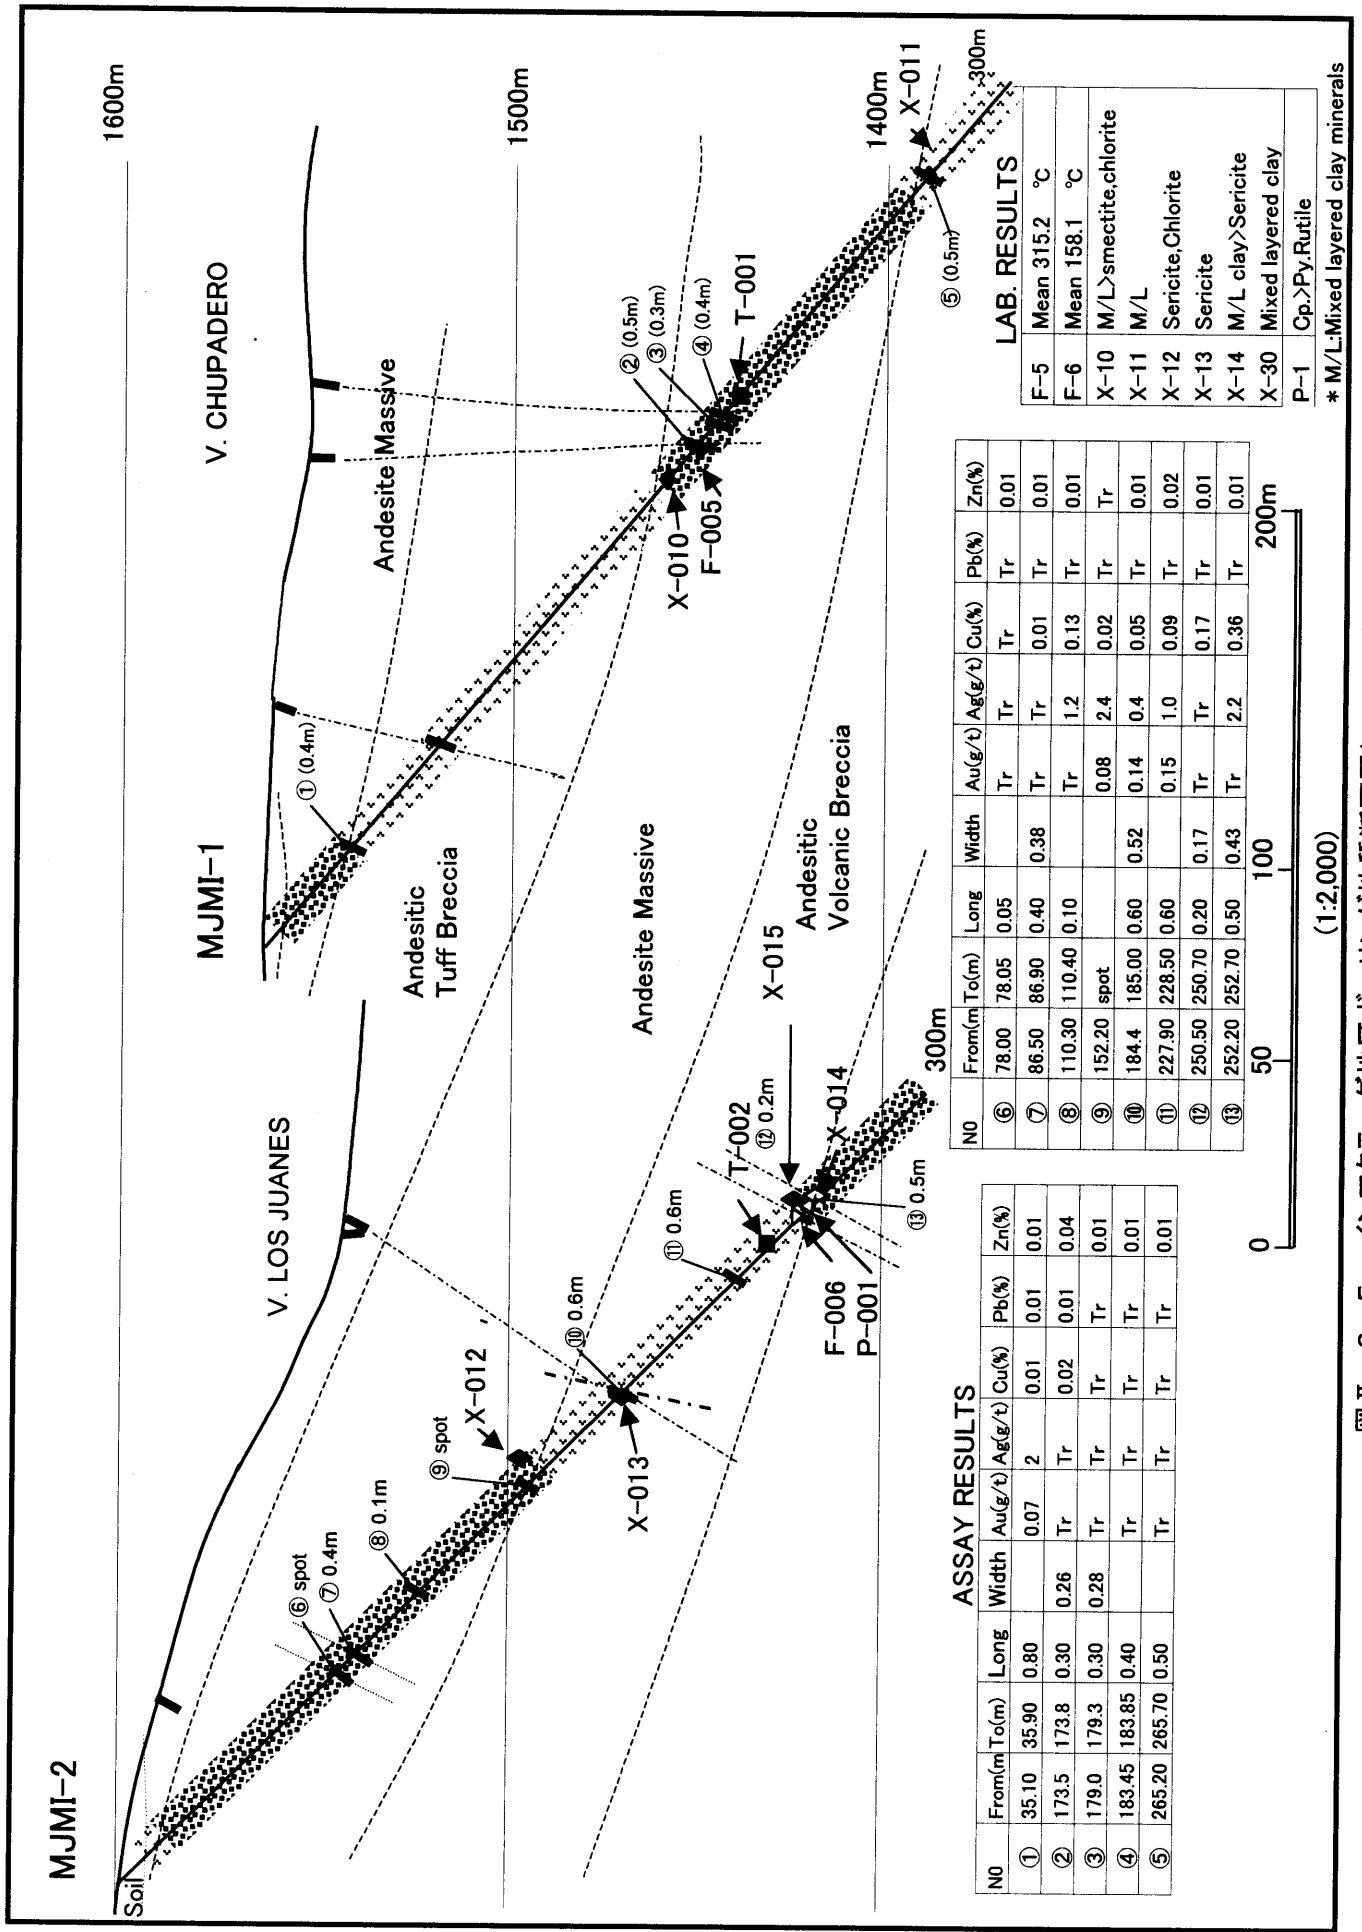 MJMI-2
MJMI-1
V. LOS JUANES
V. CHUPADERO
1600m
1500m
1400m
300m
300m
Soil
Andesite Massive
Andesitic
Tuff Breccia
Andesite Massive
Andesitic
Volcanic Breccia
① (0.4m)
② (0.5m)
③ (0.3m)
④ (0.4m)
⑤ (0.5m)
X-010
F-005
T-001
X-011
⑥ spot
⑦ 0.4m
⑧ 0.1m
⑨ spot
X-012
⑩ 0.6m
X-013
⑪ 0.6m
T-002
⑫ 0.2m
X-015
X-014
⑬ 0.5m
F-006
P-001
ASSAY RESULTS
N0 From(m To(m) Long Width Au(g/t) Ag(g/t) Cu(%) Pb(%) Zn(%)
① 35.10 35.90 0.80 0.07 2 0.01 0.01 0.01
② 173.5 173.8 0.30 0.26 Tr Tr 0.02 0.01 0.04
③ 179.0 179.3 0.30 0.28 Tr Tr Tr Tr 0.01
④ 183.45 183.85 0.40 Tr Tr Tr Tr 0.01
⑤ 265.20 265.70 0.50 Tr Tr Tr Tr 0.01
N0 From(m To(m) Long Width Au(g/t) Ag(g/t) Cu(%) Pb(%) Zn(%)
⑥ 78.00 78.05 0.05 Tr Tr Tr Tr 0.01
⑦ 86.50 86.90 0.40 0.38 Tr Tr 0.01 Tr 0.01
⑧ 110.30 110.40 0.10 Tr 1.2 0.13 Tr 0.01
⑨ 152.20 spot 0.08 2.4 0.02 Tr Tr
⑩ 184.4 185.00 0.60 0.52 0.14 0.4 0.05 Tr 0.01
⑪ 227.90 228.50 0.60 0.15 1.0 0.09 Tr 0.02
⑫ 250.50 250.70 0.20 0.17 Tr Tr 0.17 Tr 0.01
⑬ 252.20 252.70 0.50 0.43 Tr 2.2 0.36 Tr 0.01
LAB. RESULTS
F-5 Mean 315.2 °C
F-6 Mean 158.1 °C
X-10 M/L>smectite,chlorite
X-11 M/L
X-12 Sericite,Chlorite
X-13 Sericite
X-14 M/L clay>Sericite
X-30 Mixed layered clay
P-1 Cp.>Py.Rutile
* M/L:Mixed layered clay minerals
0 50 100 200m
(1:2,000)